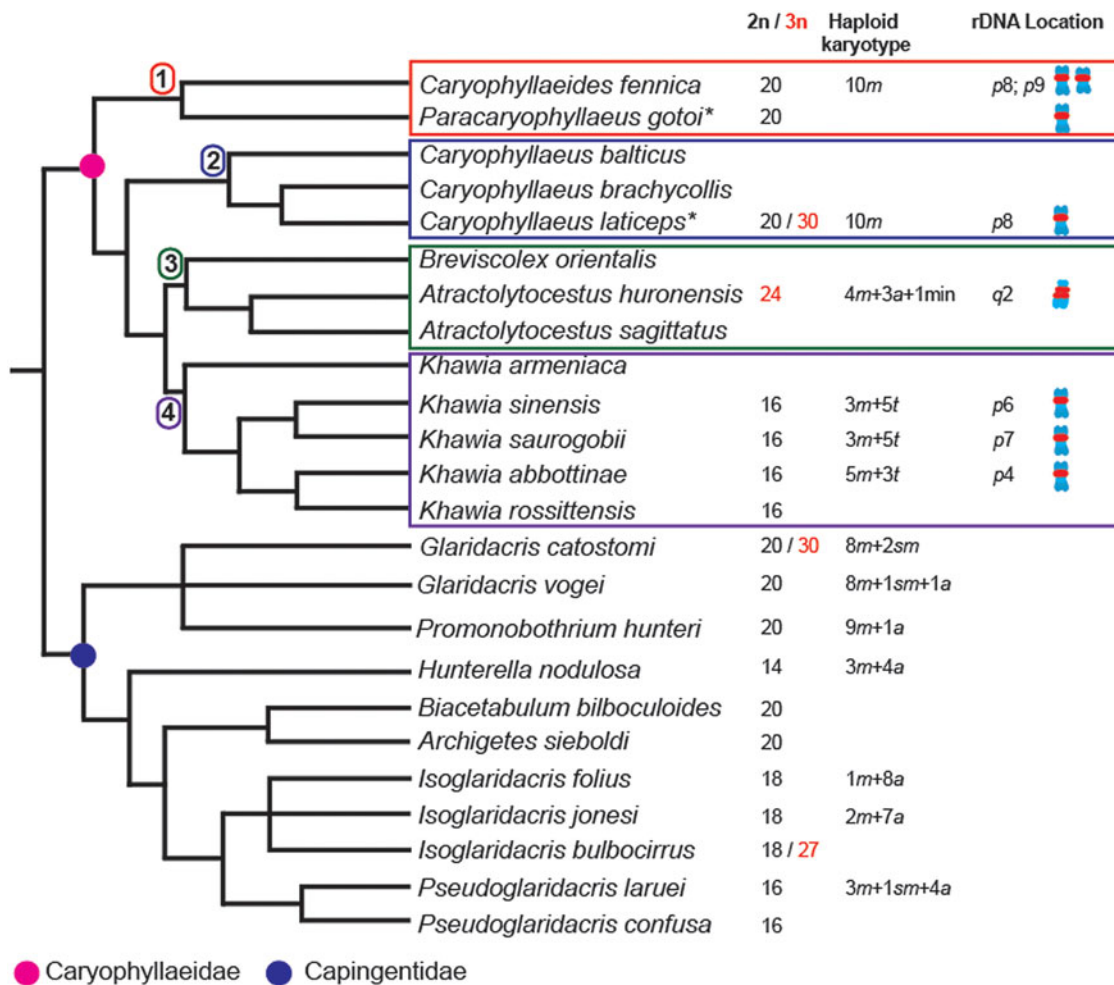 2n / 3n Haploid karyotype rDNA Location
1
Caryophyllaeides fennica 20 10m p8; p9
Paracaryophyllaeus gotoi* 20
2
Caryophyllaeus balticus
Caryophyllaeus brachycollis
Caryophyllaeus laticeps* 20 / 30 10m p8
3
Breviscolex orientalis
Atractolytocestus huronensis 24 4m+3a+1min q2
Atractolytocestus sagittatus
4
Khawia armeniaca
Khawia sinensis 16 3m+5t p6
Khawia saurogobii 16 3m+5t p7
Khawia abbottinae 16 5m+3t p4
Khawia rossittensis 16
Glaridacris catostomi 20 / 30 8m+2sm
Glaridacris vogei 20 8m+1sm+1a
Promonobothrium hunteri 20 9m+1a
Hunterella nodulosa 14 3m+4a
Biacetabulum bilboculoides 20
Archigetes sieboldi 20
Isoglaridacris folius 18 1m+8a
Isoglaridacris jonesi 18 2m+7a
Isoglaridacris bulbocirrus 18 / 27
Pseudoglaridacris laruei 16 3m+1sm+4a
Pseudoglaridacris confusa 16
Caryophyllaeidae Capingentidae